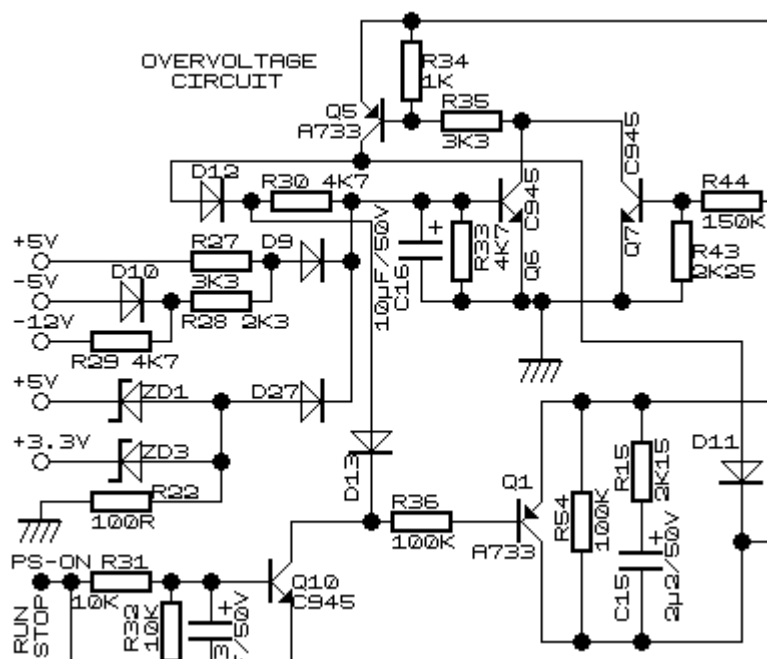 OVERVOLTAGE
CIRCUIT
R34
1K
Q5
A733
R35
3K3
C945
D12
R30 4K7
C945
R44
150K
+5V
R27
3K3
D9
10µF/50V
C16
+
R33
4K7
Q6
Q7
R43
2K25
-5V
D10
R28 2K3
-12V
R29 4K7
+5V
ZD1
D27
+3.3V
ZD3
R22
100R
D13
R36
100K
Q1
A733
R54
100K
R15
2K15
D11
C15
+
2µ2/50V
PS-ON
R31
10K
Q10
C945
RUN
STOP
R32
10K
+